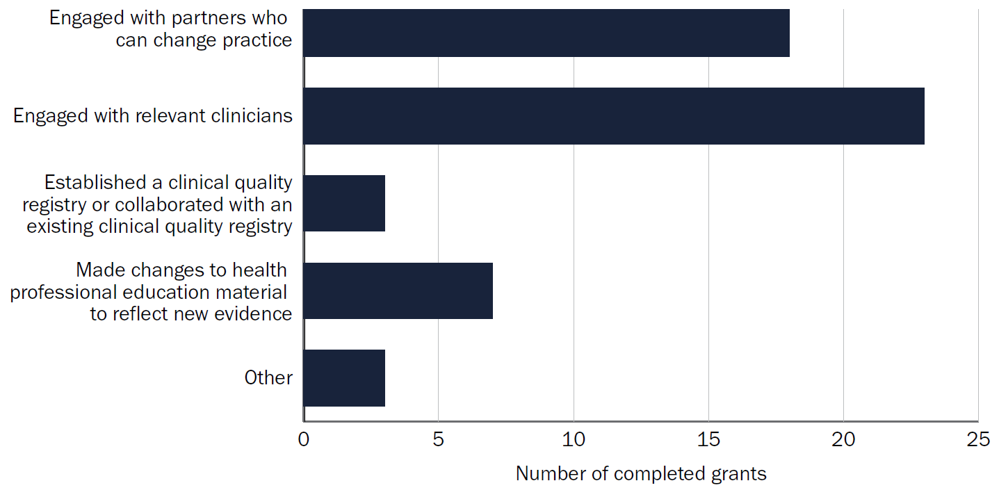 Engaged with partners who
can change practice
Engaged with relevant clinicians
Established a clinical quality
registry or collaborated with an
existing clinical quality registry
Made changes to health
professional education material
to reflect new evidence
Other
0 5 10 15 20 25
Number of completed grants